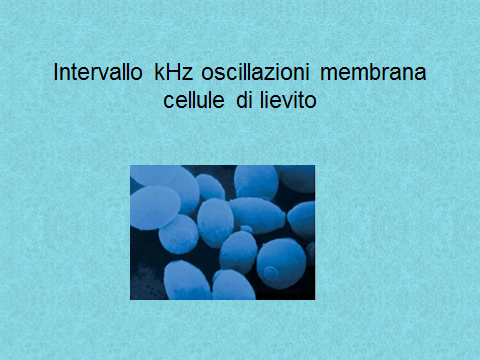 Intervallo kHz oscillazioni membrana
cellule di lievito